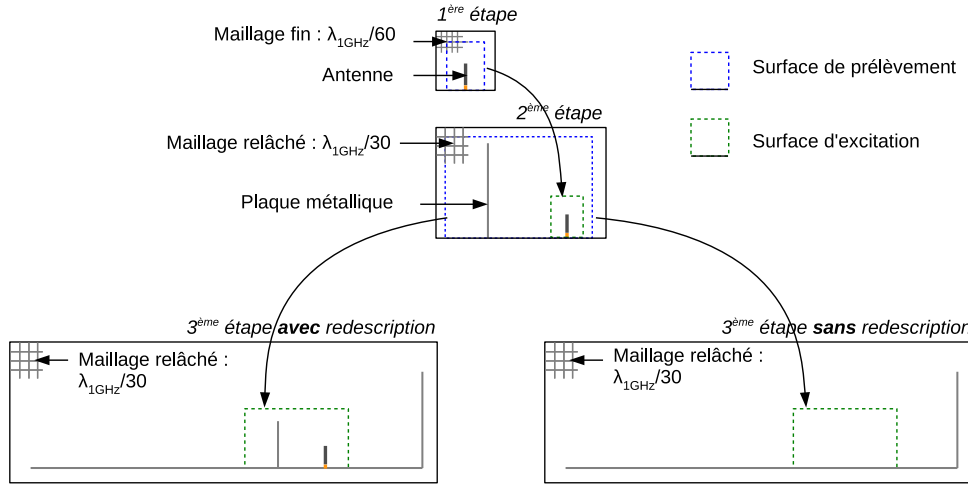 1ère étape
Maillage fin : λ1GHz/60
Antenne
Surface de prélèvement
2ème étape
Maillage relâché : λ1GHz/30
Surface d'excitation
Plaque métallique
3ème étape avec redescription
Maillage relâché :
λ1GHz/30
3ème étape sans redescription
Maillage relâché :
λ1GHz/30